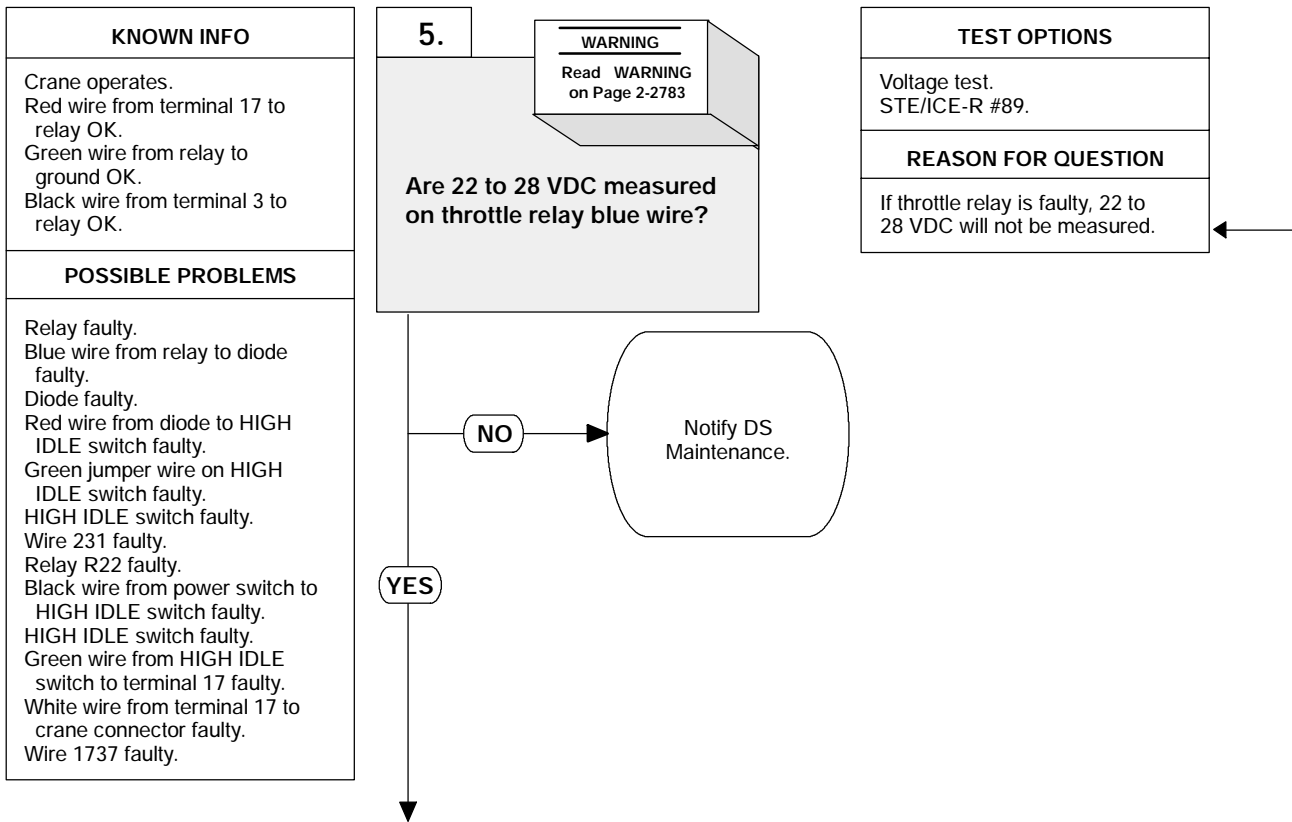 KNOWN INFO
Crane operates.
Red wire from terminal 17 to
relay OK.
Green wire from relay to
ground OK.
Black wire from terminal 3 to
relay OK.
POSSIBLE PROBLEMS
Relay faulty.
Blue wire from relay to diode
faulty.
Diode faulty.
Red wire from diode to HIGH
IDLE switch faulty.
Green jumper wire on HIGH
IDLE switch faulty.
HIGH IDLE switch faulty.
Wire 231 faulty.
Relay R22 faulty.
Black wire from power switch to
HIGH IDLE switch faulty.
HIGH IDLE switch faulty.
Green wire from HIGH IDLE
switch to terminal 17 faulty.
White wire from terminal 17 to
crane connector faulty.
Wire 1737 faulty.
5.
WARNING
Read WARNING
on Page 2-2783
Are 22 to 28 VDC measured
on throttle relay blue wire?
NO
Notify DS
Maintenance.
YES
TEST OPTIONS
Voltage test.
STE/ICE-R #89.
REASON FOR QUESTION
If throttle relay is faulty, 22 to
28 VDC will not be measured.